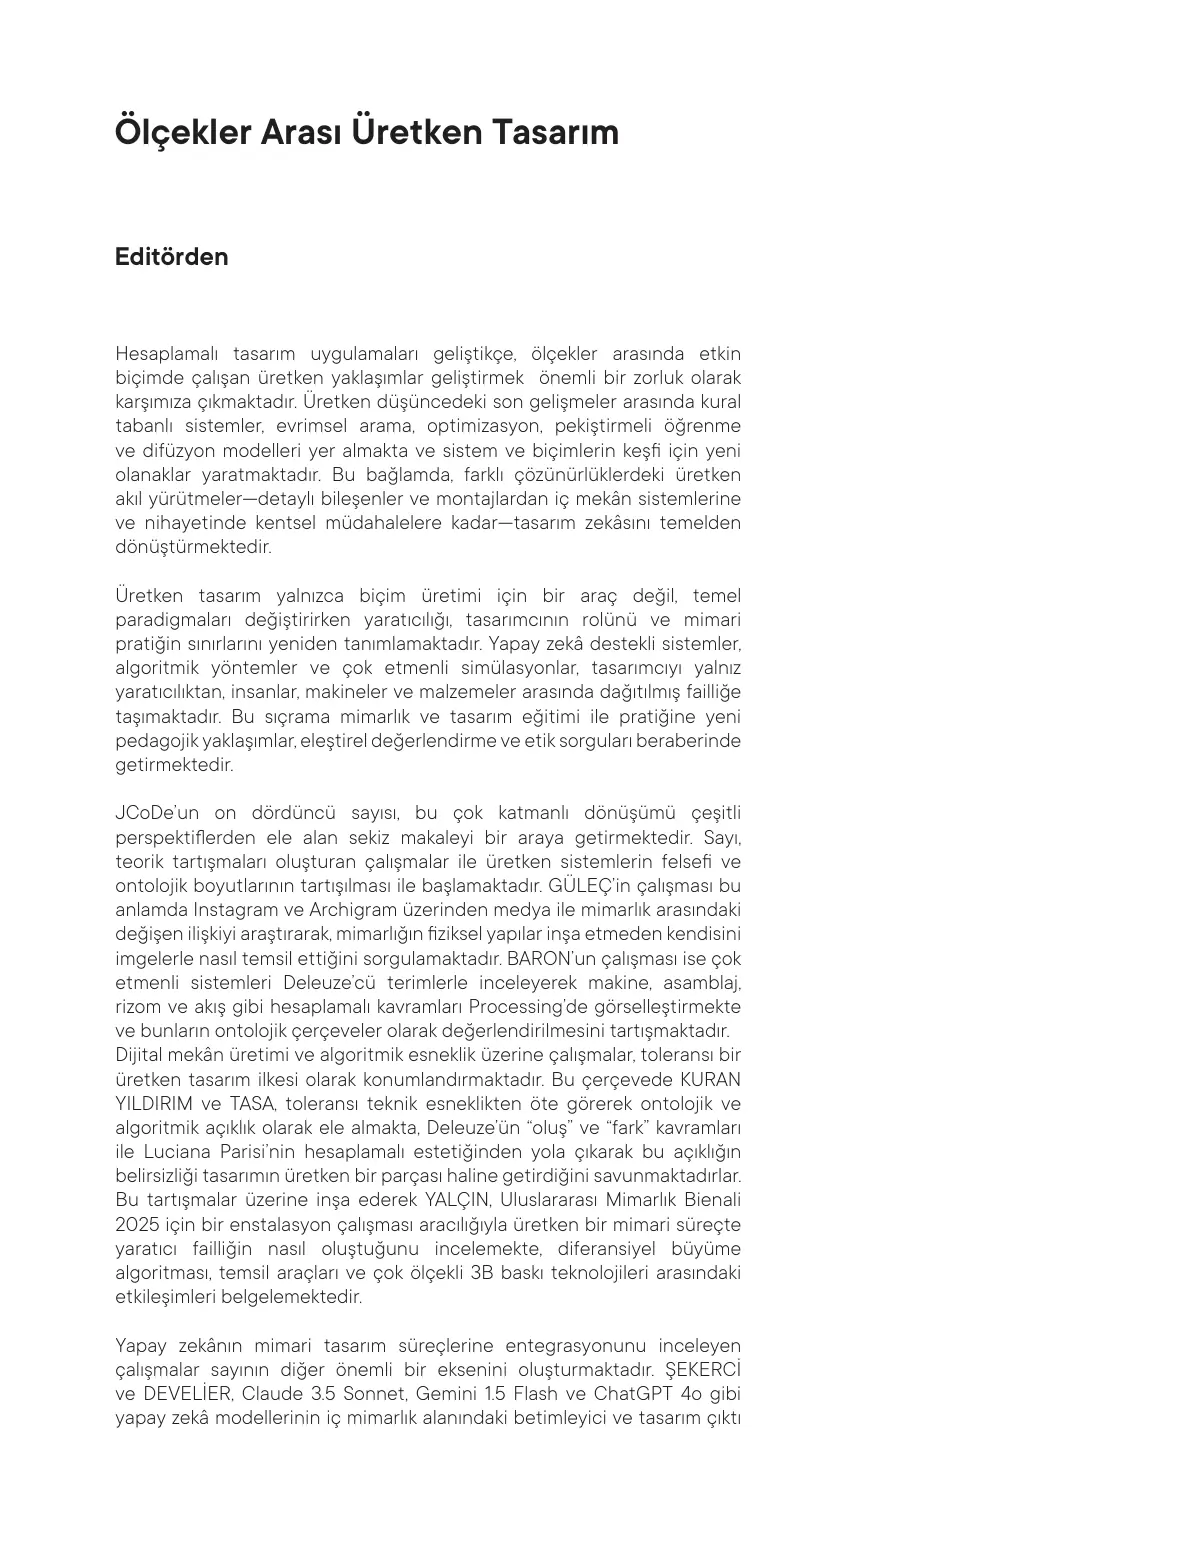 Ölçekler Arası Üretken Tasarım
Editörden
Hesaplamalı tasarım uygulamaları geliştikçe, ölçekler arasında etkin
biçimde çalışan üretken yaklaşımlar geliştirmek  önemli bir zorluk olarak
karşımıza çıkmaktadır. Üretken düşüncedeki son gelişmeler arasında kural
tabanlı sistemler, evrimsel arama, optimizasyon, pekiştirmeli öğrenme
ve difüzyon modelleri yer almakta ve sistem ve biçimlerin keşfi için yeni
olanaklar yaratmaktadır. Bu bağlamda, farklı çözünürlüklerdeki üretken
akıl yürütmeler—detaylı bileşenler ve montajlardan iç mekân sistemlerine
ve nihayetinde kentsel müdahalelere kadar—tasarım zekâsını temelden
dönüştürmektedir.
Üretken tasarım yalnızca biçim üretimi için bir araç değil, temel
paradigmaları değiştirirken yaratıcılığı, tasarımcının rolünü ve mimari
pratiğin sınırlarını yeniden tanımlamaktadır. Yapay zekâ destekli sistemler,
algoritmik yöntemler ve çok etmenli simülasyonlar, tasarımcıyı yalnız
yaratıcılıktan, insanlar, makineler ve malzemeler arasında dağıtılmış failliğe
taşımaktadır. Bu sıçrama mimarlık ve tasarım eğitimi ile pratiğine yeni
pedagojik yaklaşımlar, eleştirel değerlendirme ve etik sorguları beraberinde
getirmektedir.
JCoDe’un on dördüncü sayısı, bu çok katmanlı dönüşümü çeşitli
perspektiflerden ele alan sekiz makaleyi bir araya getirmektedir. Sayı,
teorik tartışmaları oluşturan çalışmalar ile üretken sistemlerin felsefi ve
ontolojik boyutlarının tartışılması ile başlamaktadır. GÜLEÇ’in çalışması bu
anlamda Instagram ve Archigram üzerinden medya ile mimarlık arasındaki
değişen ilişkiyi araştırarak, mimarlığın fiziksel yapılar inşa etmeden kendisini
imgelerle nasıl temsil ettiğini sorgulamaktadır. BARON’un çalışması ise çok
etmenli sistemleri Deleuze’cü terimlerle inceleyerek makine, asamblaj,
rizom ve akış gibi hesaplamalı kavramları Processing’de görselleştirmekte
ve bunların ontolojik çerçeveler olarak değerlendirilmesini tartışmaktadır.
Dijital mekân üretimi ve algoritmik esneklik üzerine çalışmalar, toleransı bir
üretken tasarım ilkesi olarak konumlandırmaktadır. Bu çerçevede KURAN
YILDIRIM ve TASA, toleransı teknik esneklikten öte görerek ontolojik ve
algoritmik açıklık olarak ele almakta, Deleuze’ün “oluş” ve “fark” kavramları
ile Luciana Parisi’nin hesaplamalı estetiğinden yola çıkarak bu açıklığın
belirsizliği tasarımın üretken bir parçası haline getirdiğini savunmaktadırlar.
Bu tartışmalar üzerine inşa ederek YALÇIN, Uluslararası Mimarlık Bienali
2025 için bir enstalasyon çalışması aracılığıyla üretken bir mimari süreçte
yaratıcı failliğin nasıl oluştuğunu incelemekte, diferansiyel büyüme
algoritması, temsil araçları ve çok ölçekli 3B baskı teknolojileri arasındaki
etkileşimleri belgelemektedir.
Yapay zekânın mimari tasarım süreçlerine entegrasyonunu inceleyen
çalışmalar sayının diğer önemli bir eksenini oluşturmaktadır. ŞEKERCİ
ve DEVELİER, Claude 3.5 Sonnet, Gemini 1.5 Flash ve ChatGPT 4o gibi
yapay zekâ modellerinin iç mimarlık alanındaki betimleyici ve tasarım çıktı